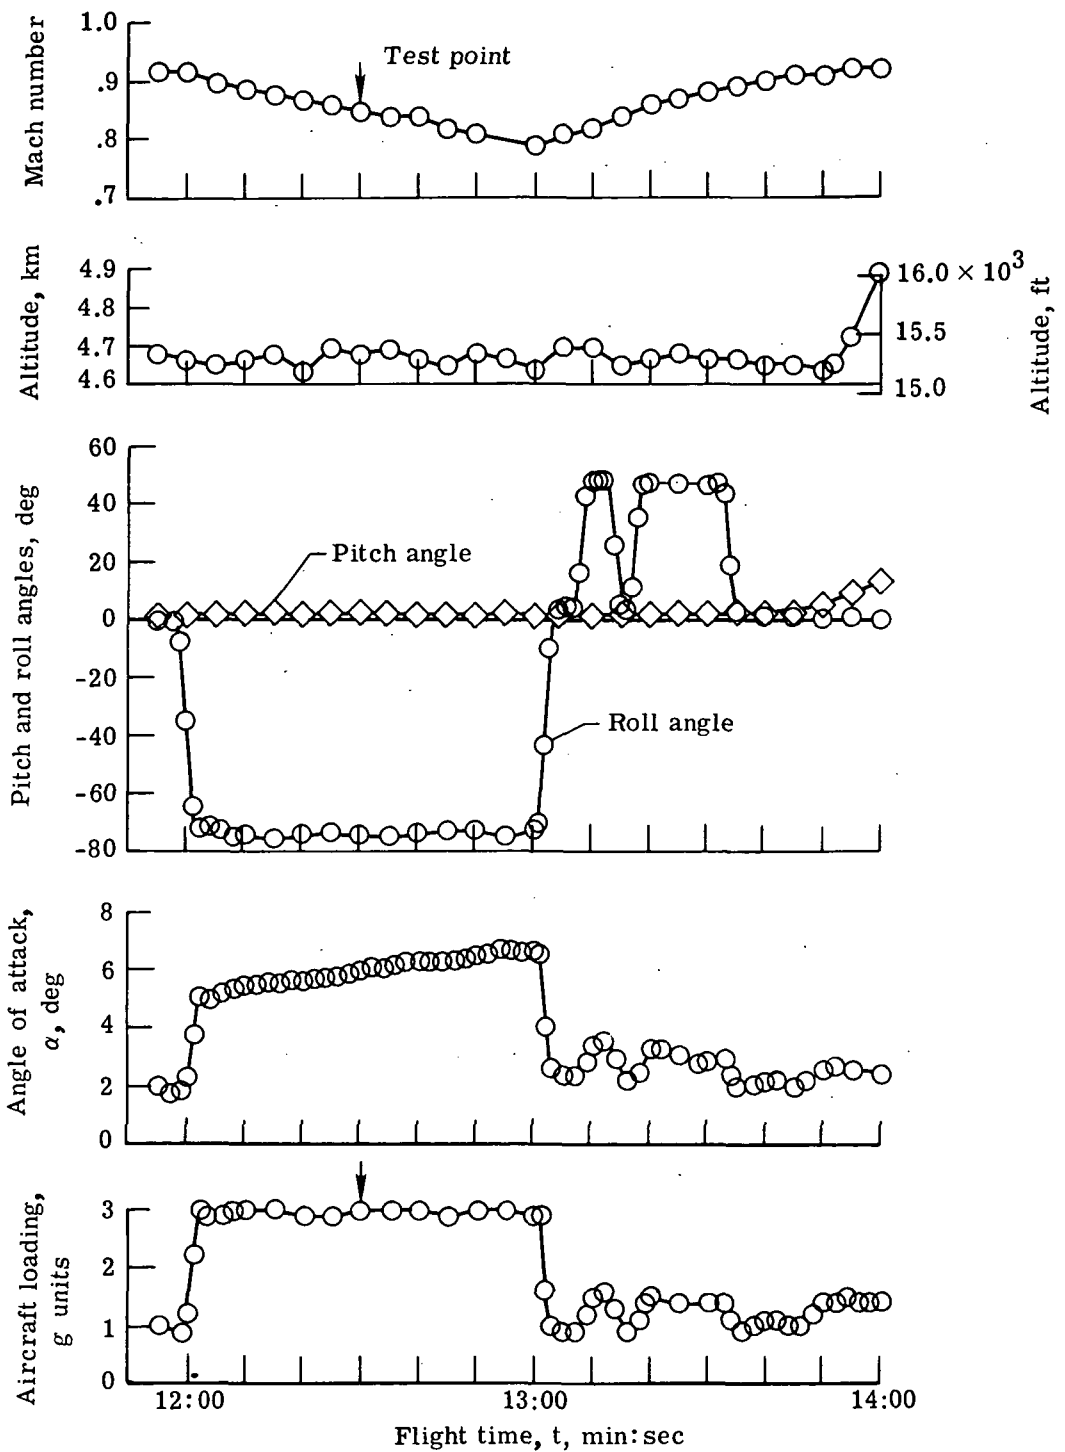 Mach number
1.0
.9
.8
.7
Test point
Altitude, km
4.9
4.8
4.7
4.6
16.0 × 10³
15.5
15.0
Altitude, ft
Pitch and roll angles, deg
60
40
20
0
-20
-40
-60
-80
Pitch angle
Roll angle
Angle of attack,
α, deg
8
6
4
2
0
Aircraft loading,
g units
3
2
1
0
12:00
13:00
14:00
Flight time, t, min:sec